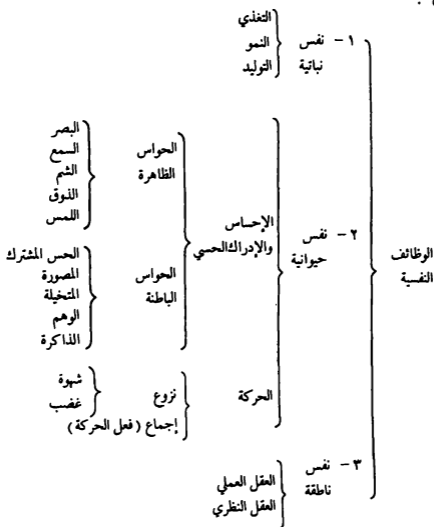 الوظائف
النفسية
١ - نفس
نباتية
التغذي
النمو
التوليد
٢ - نفس
حيوانية
الإحساس
والإدراك الحسي
الحواس
الظاهرة
البصر
السمع
الشم
الذوق
اللمس
الحواس
الباطنة
الحس المشترك
المصورة
المتخيلة
الوهم
الذاكرة
الحركة
نزوع
شهوة
غضب
إجماع ( فعل الحركة )
٣ - نفس
ناطقة
العقل العملي
العقل النظري